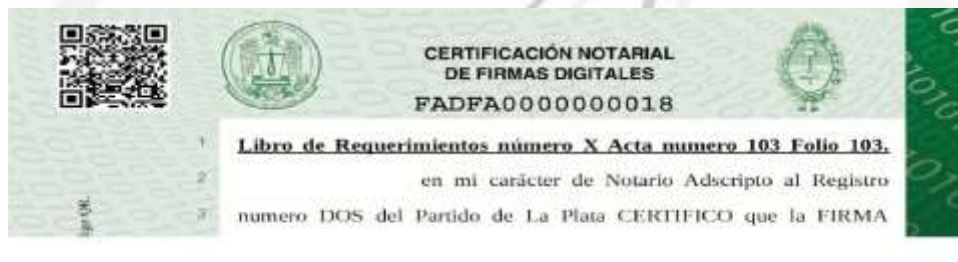 CERTIFICACIÓN NOTARIAL
DE FIRMAS DIGITALES
FADFA0000000018
1 Libro de Requerimientos número X Acta numero 103 Folio 103.
2 en mi carácter de Notario Adscripto al Registro
3 numero DOS del Partido de La Plata CERTIFICO que la FIRMA
QR.